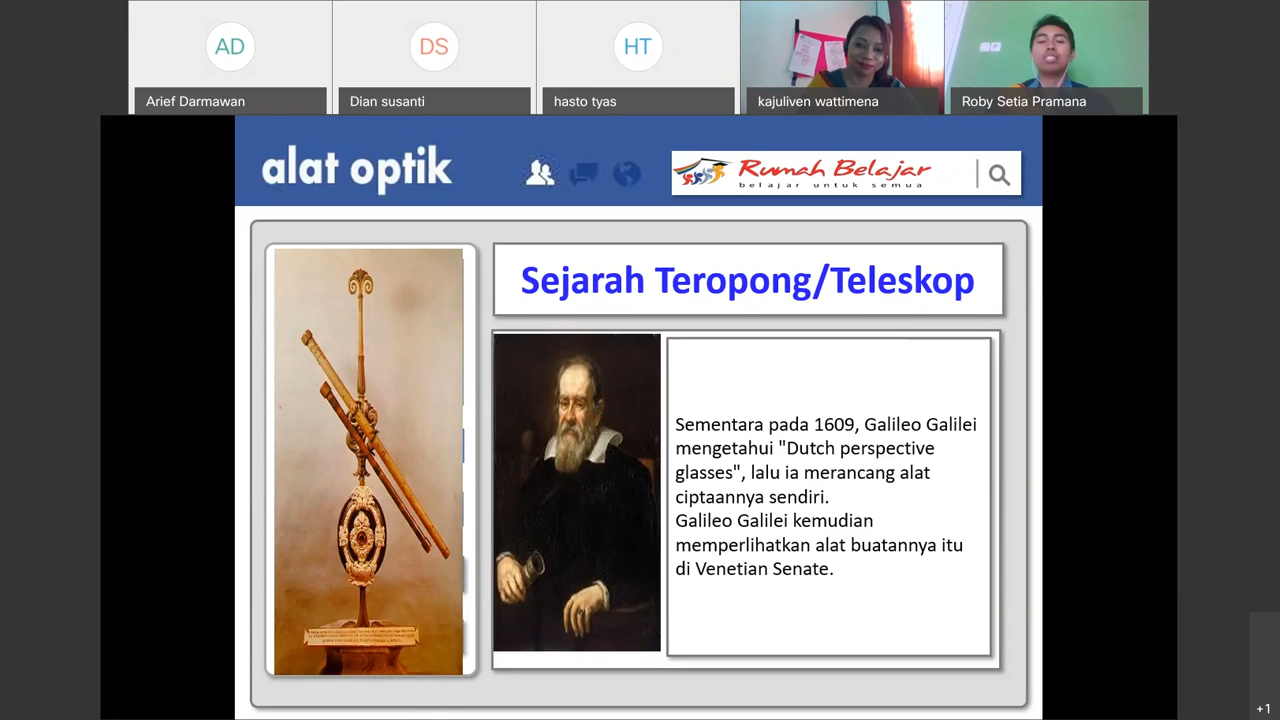 AD
DS
HT
Arief Darmawan
Dian susanti
hasto tyas
kajuliven wattimena
Roby Setia Pramana
alat optik
Rumah Belajar
belajar untuk semua
Sejarah Teropong/Teleskop
Sementara pada 1609, Galileo Galilei
mengetahui "Dutch perspective
glasses", lalu ia merancang alat
ciptaannya sendiri.
Galileo Galilei kemudian
memperlihatkan alat buatannya itu
di Venetian Senate.
+1